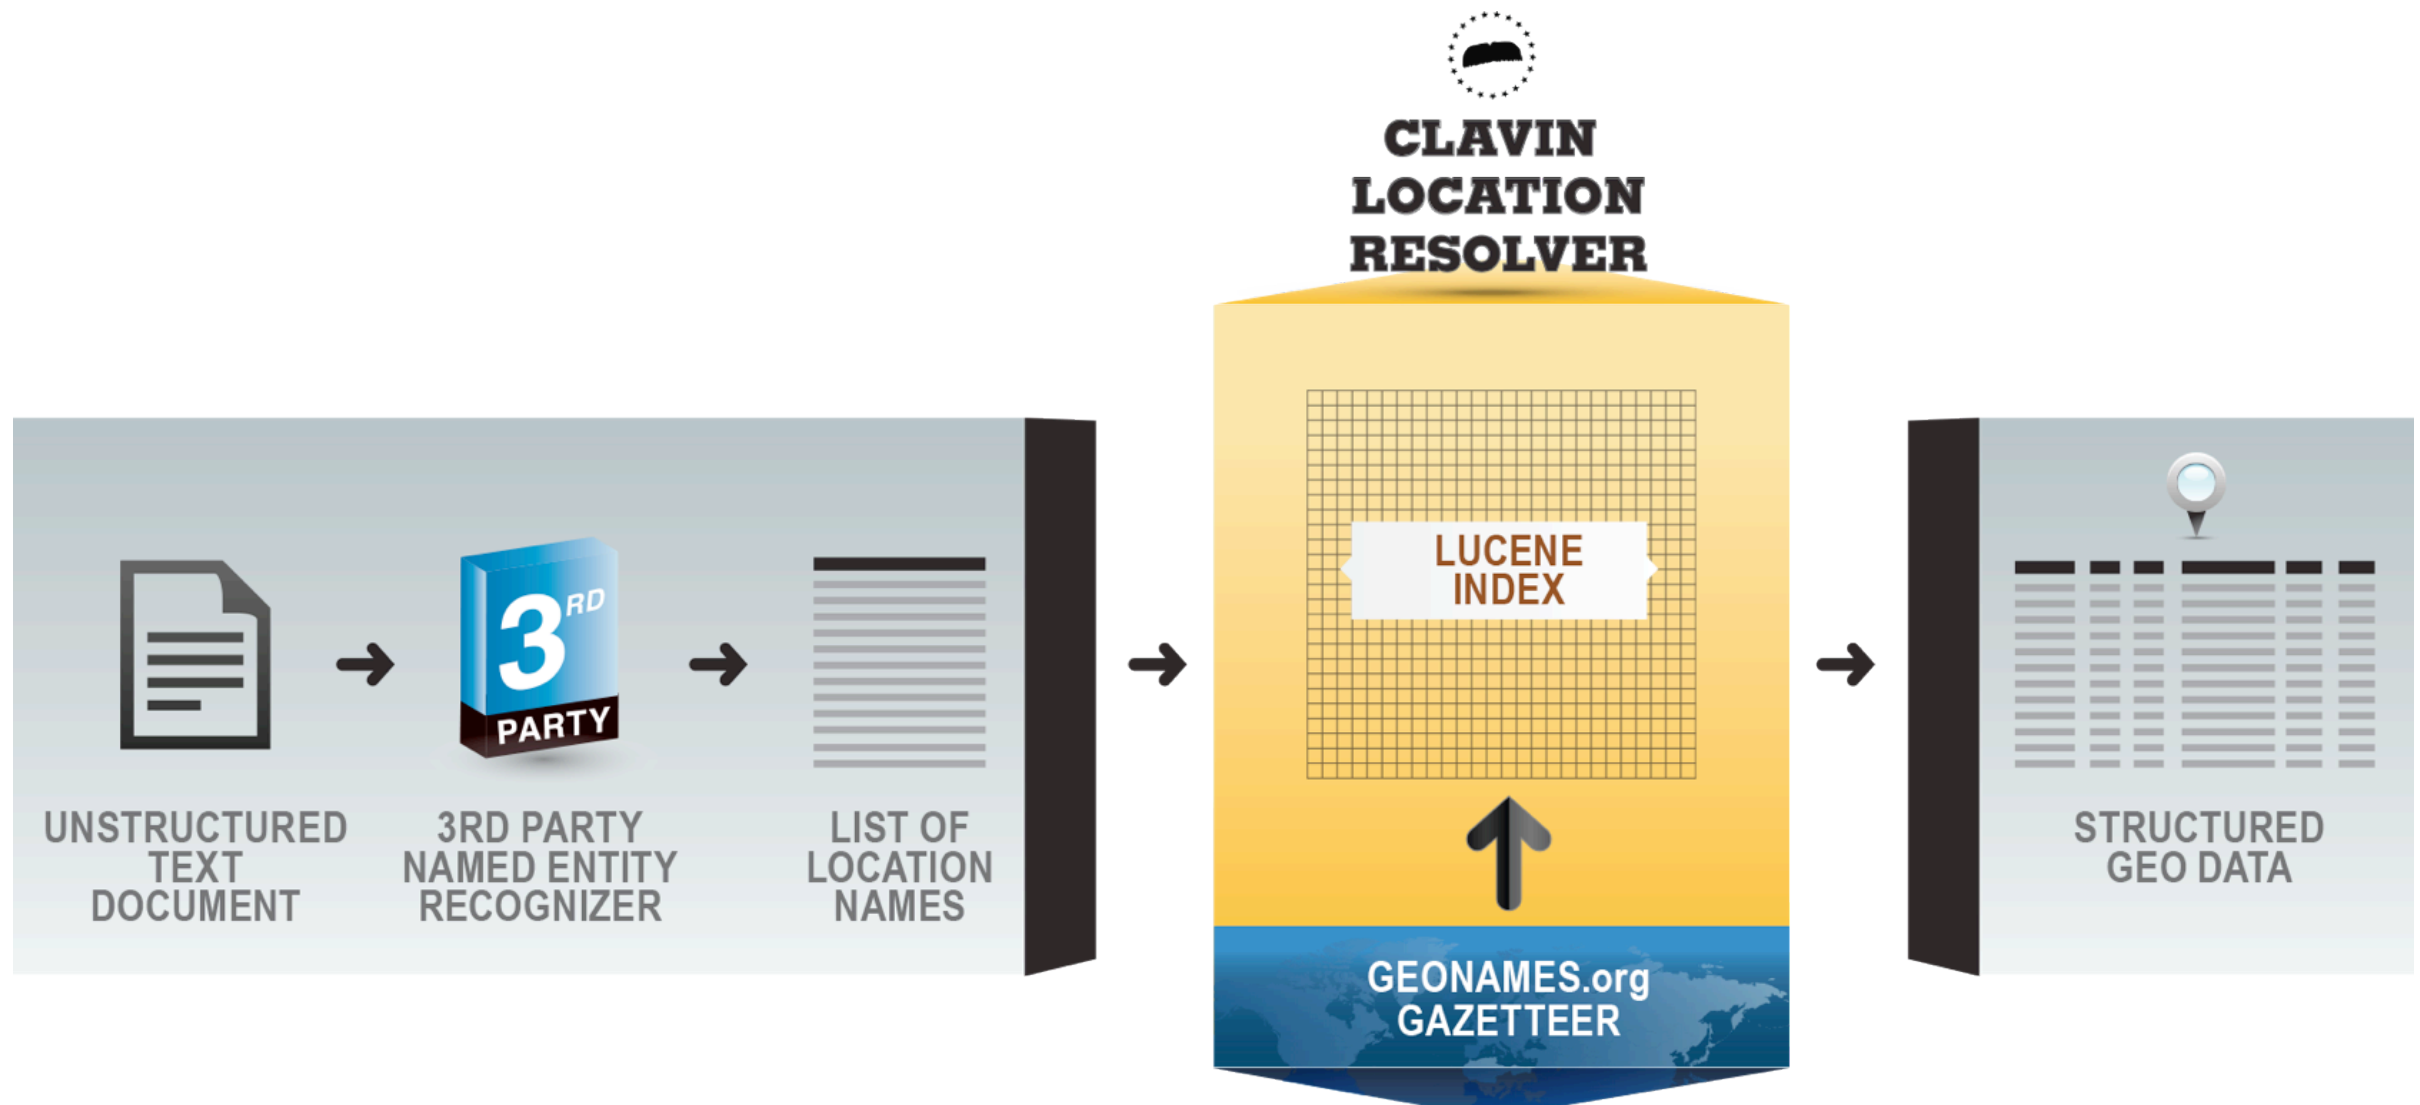 CLAVIN
LOCATION
RESOLVER
3RD
PARTY
UNSTRUCTURED
TEXT
DOCUMENT
3RD PARTY
NAMED ENTITY
RECOGNIZER
LIST OF
LOCATION
NAMES
LUCENE
INDEX
GEONAMES.org
GAZETTEER
STRUCTURED
GEO DATA